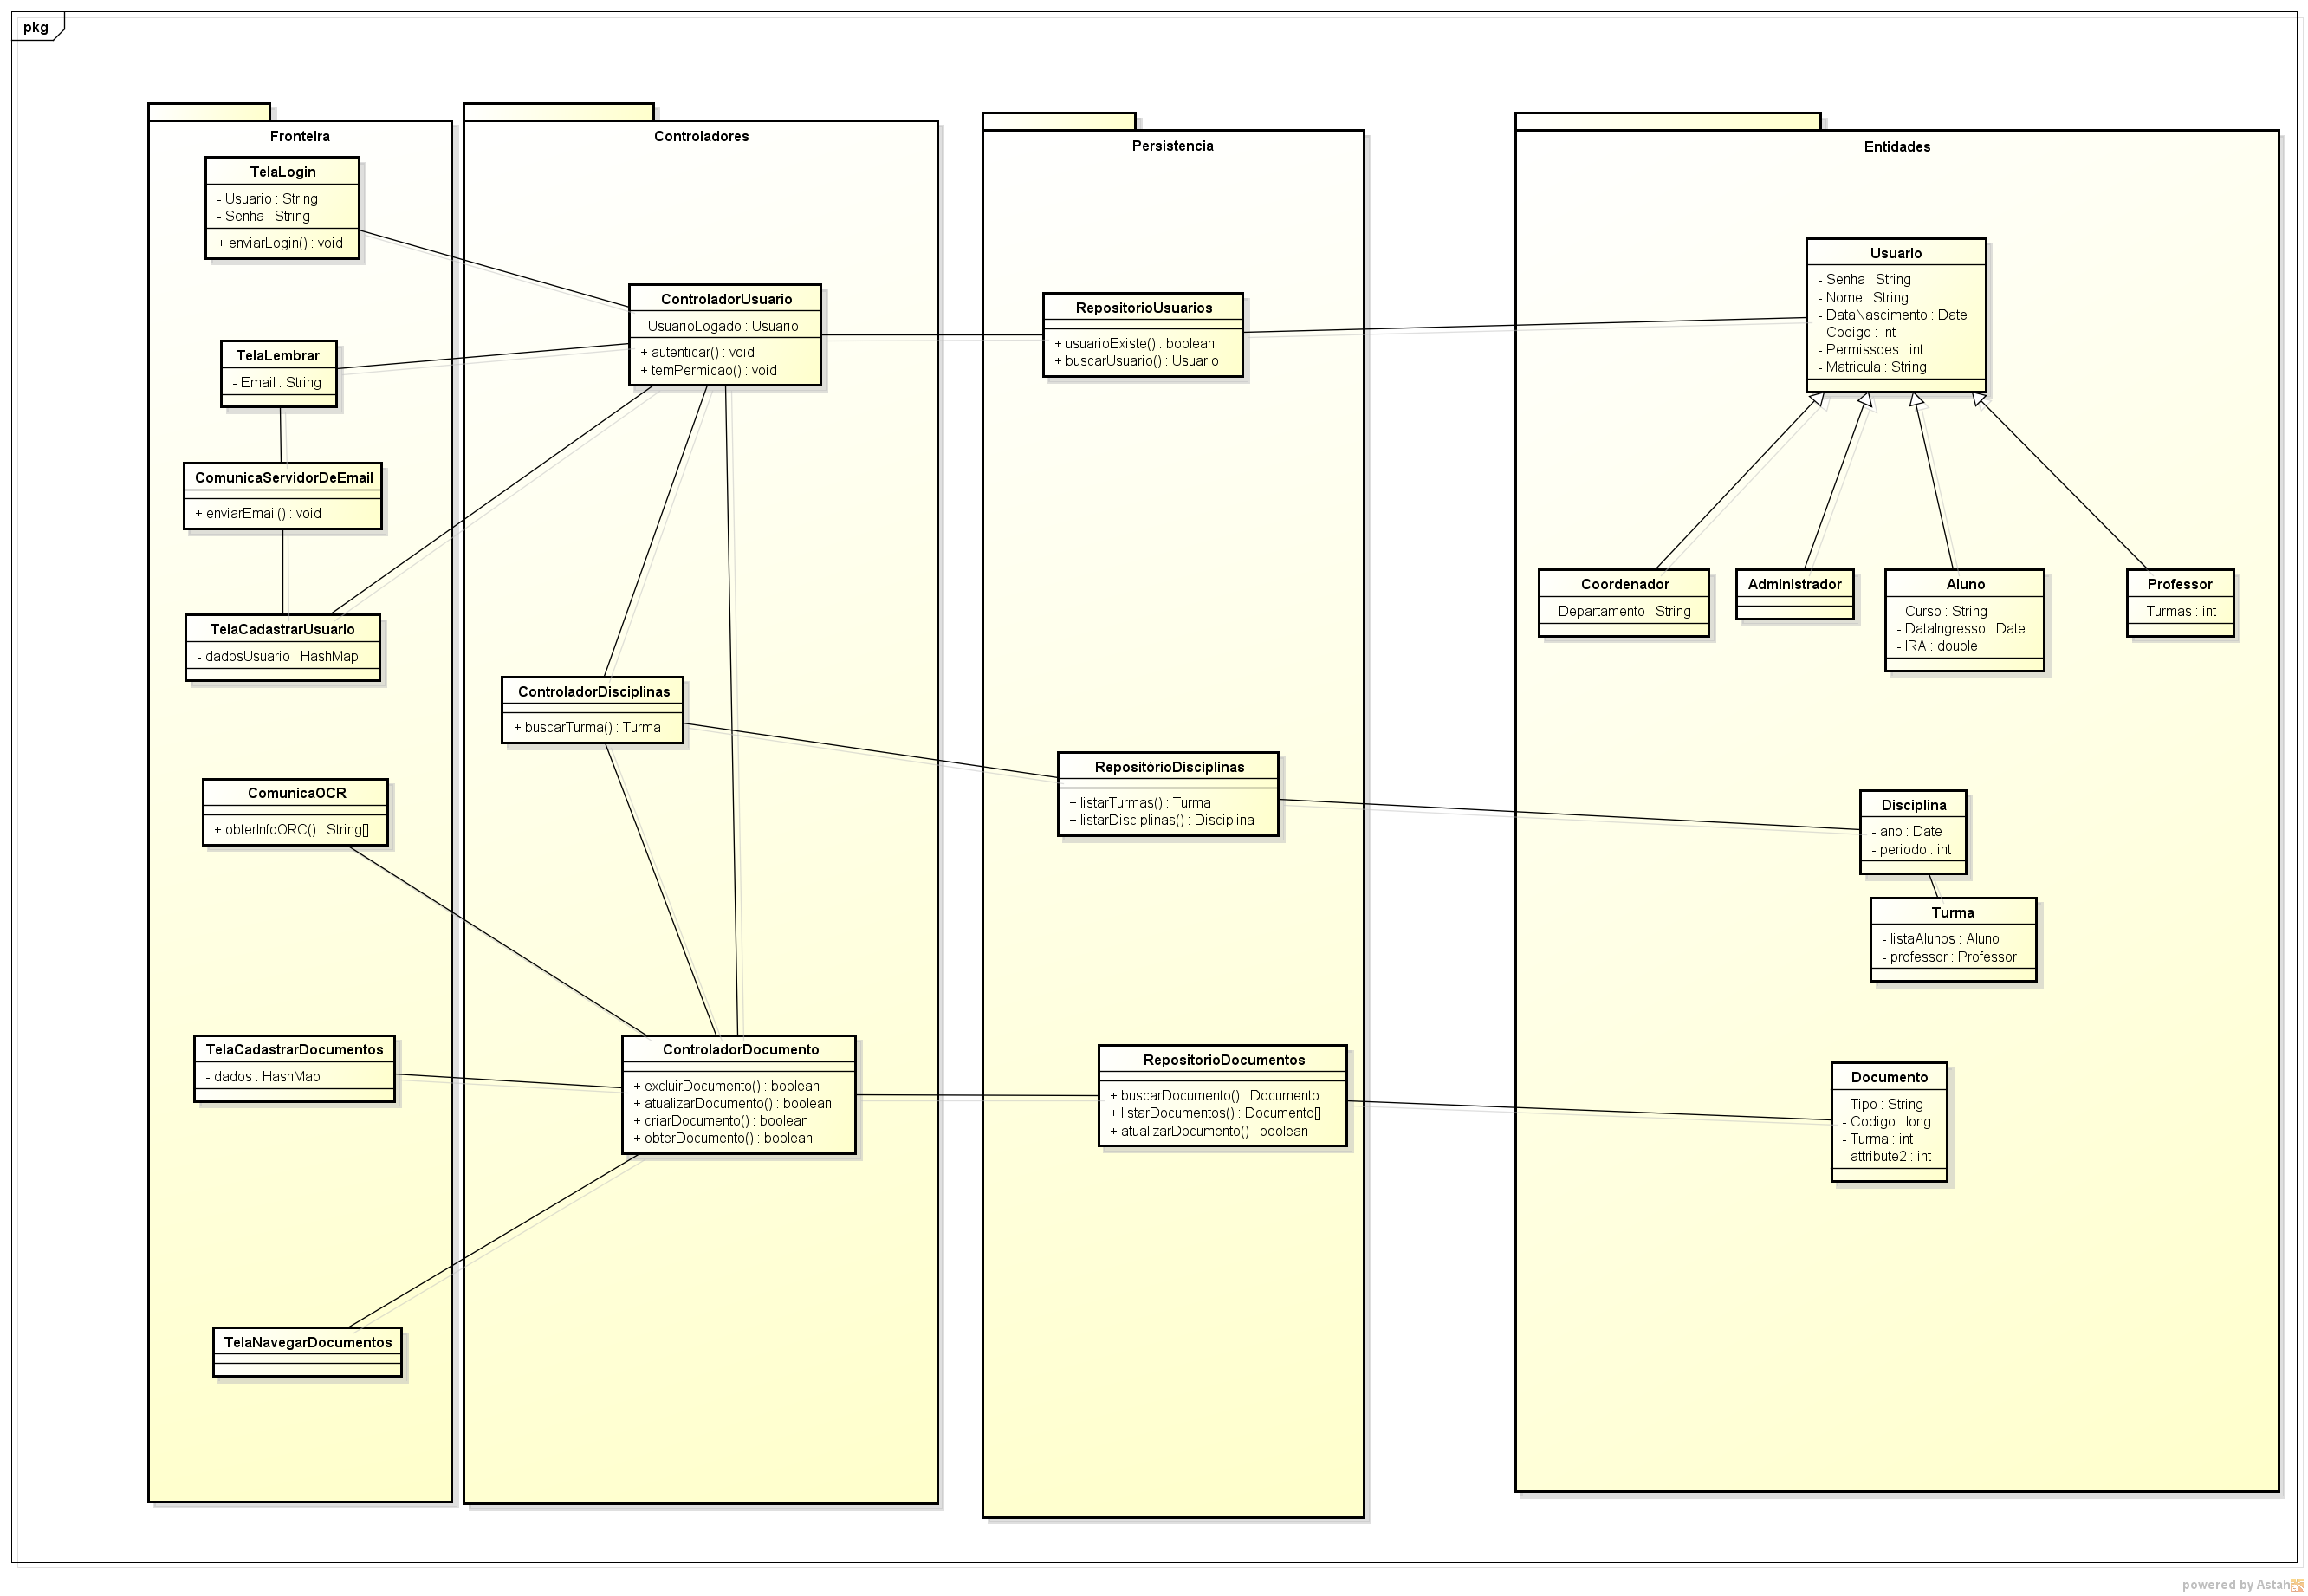 pkg
Fronteira
TelaLogin
- Usuario : String
- Senha : String
+ enviarLogin() : void
TelaLembrar
- Email : String
ComunicaServidorDeEmail
+ enviarEmail() : void
TelaCadastrarUsuario
- dadosUsuario : HashMap
ComunicaOCR
+ obterInfoORC() : String[]
TelaCadastrarDocumentos
- dados : HashMap
TelaNavegarDocumentos
Controladores
ControladorUsuario
- UsuarioLogado : Usuario
+ autenticar() : void
+ temPermicao() : void
ControladorDisciplinas
+ buscarTurma() : Turma
ControladorDocumento
+ excluirDocumento() : boolean
+ atualizarDocumento() : boolean
+ criarDocumento() : boolean
+ obterDocumento() : boolean
Persistencia
RepositorioUsuarios
+ usuarioExiste() : boolean
+ buscarUsuario() : Usuario
RepositórioDisciplinas
+ listarTurmas() : Turma
+ listarDisciplinas() : Disciplina
RepositorioDocumentos
+ buscarDocumento() : Documento
+ listarDocumentos() : Documento[]
+ atualizarDocumento() : boolean
Entidades
Usuario
- Senha : String
- Nome : String
- DataNascimento : Date
- Codigo : int
- Permissoes : int
- Matricula : String
Coordenador
- Departamento : String
Administrador
Aluno
- Curso : String
- DataIngresso : Date
- IRA : double
Professor
- Turmas : int
Disciplina
- ano : Date
- periodo : int
Turma
- listaAlunos : Aluno
- professor : Professor
Documento
- Tipo : String
- Codigo : long
- Turma : int
- attribute2 : int
powered by Astah